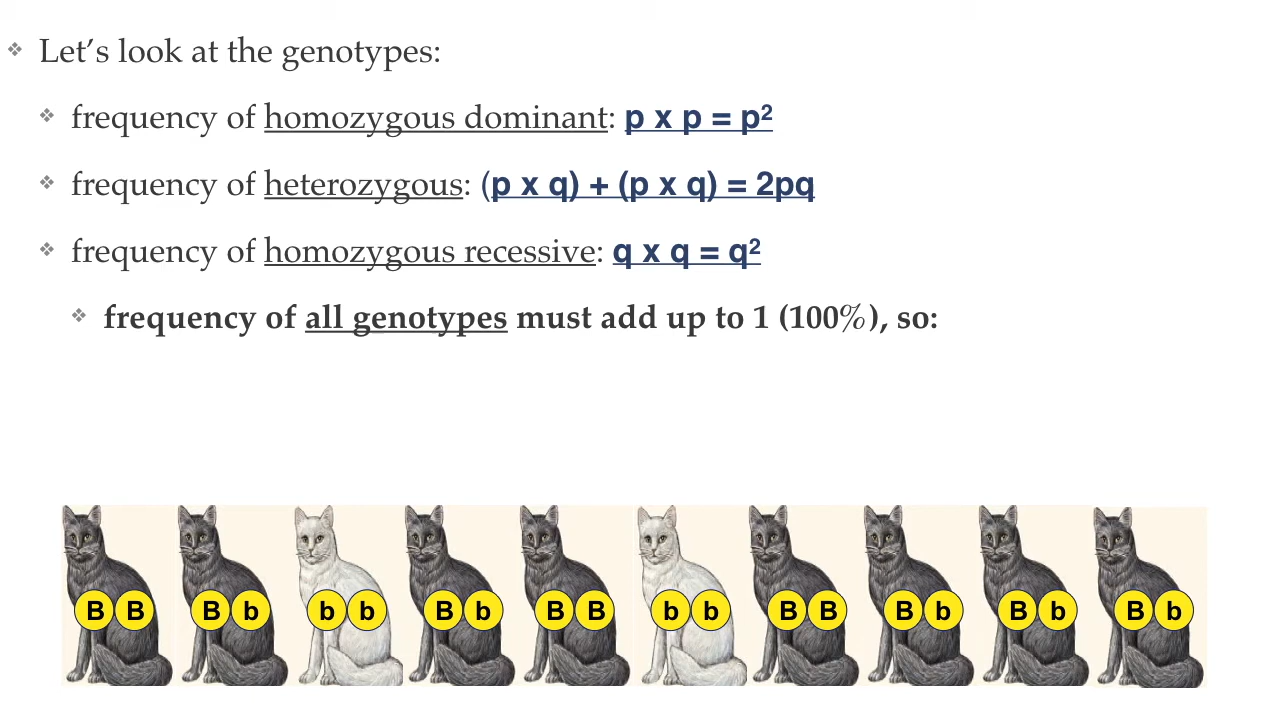 ❖ Let’s look at the genotypes:
❖ frequency of homozygous dominant: p x p = p²
❖ frequency of heterozygous: (p x q) + (p x q) = 2pq
❖ frequency of homozygous recessive: q x q = q²
❖ frequency of all genotypes must add up to 1 (100%), so:
B B B b b b B b B B b b B B B b B b B b